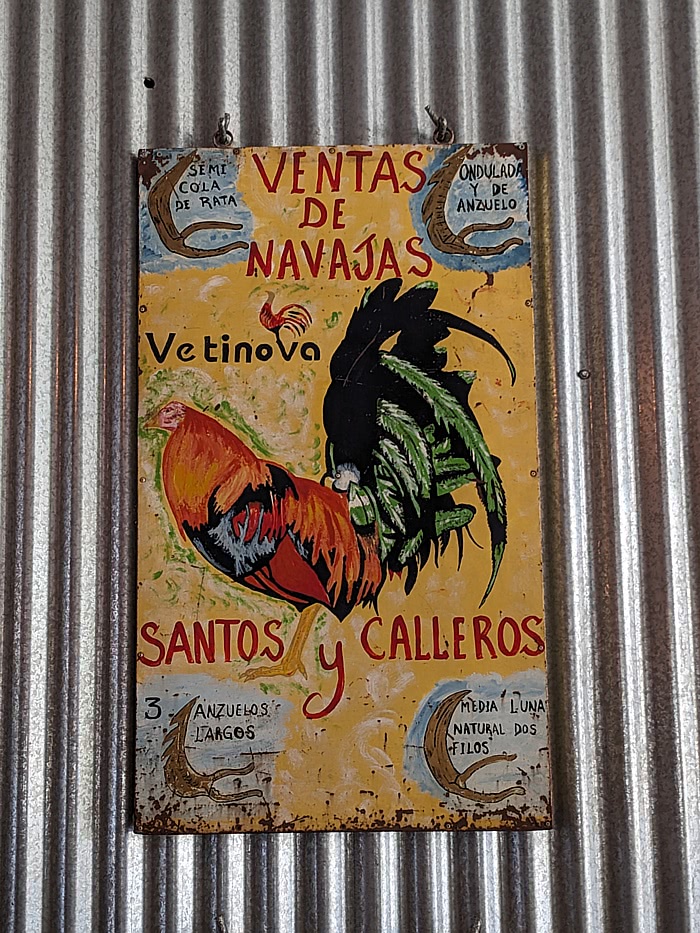 SEMI
COLA
DE RATA
VENTAS
DE
NAVAJAS
ONDULADA
Y DE
ANZUELO
Vetinova
SANTOS y CALLEROS
3 ANZUELOS
LARGOS
MEDIA LUNA
NATURAL DOS
FILOS